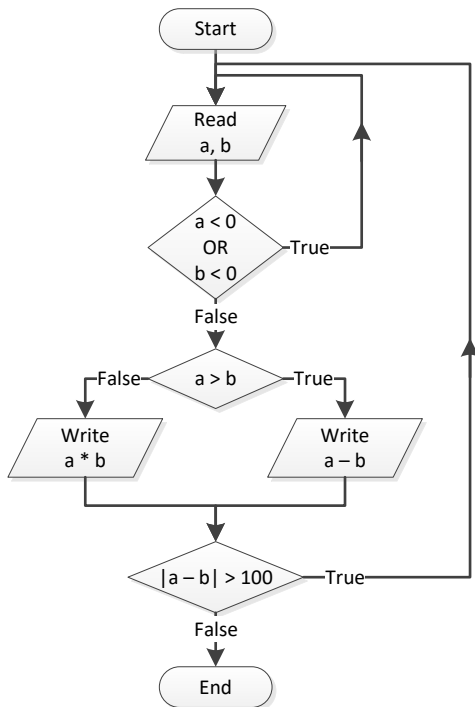 Start
Read
a, b
a < 0
OR
b < 0
True
False
False
a > b
True
Write
a * b
Write
a – b
|a – b| > 100
True
False
End